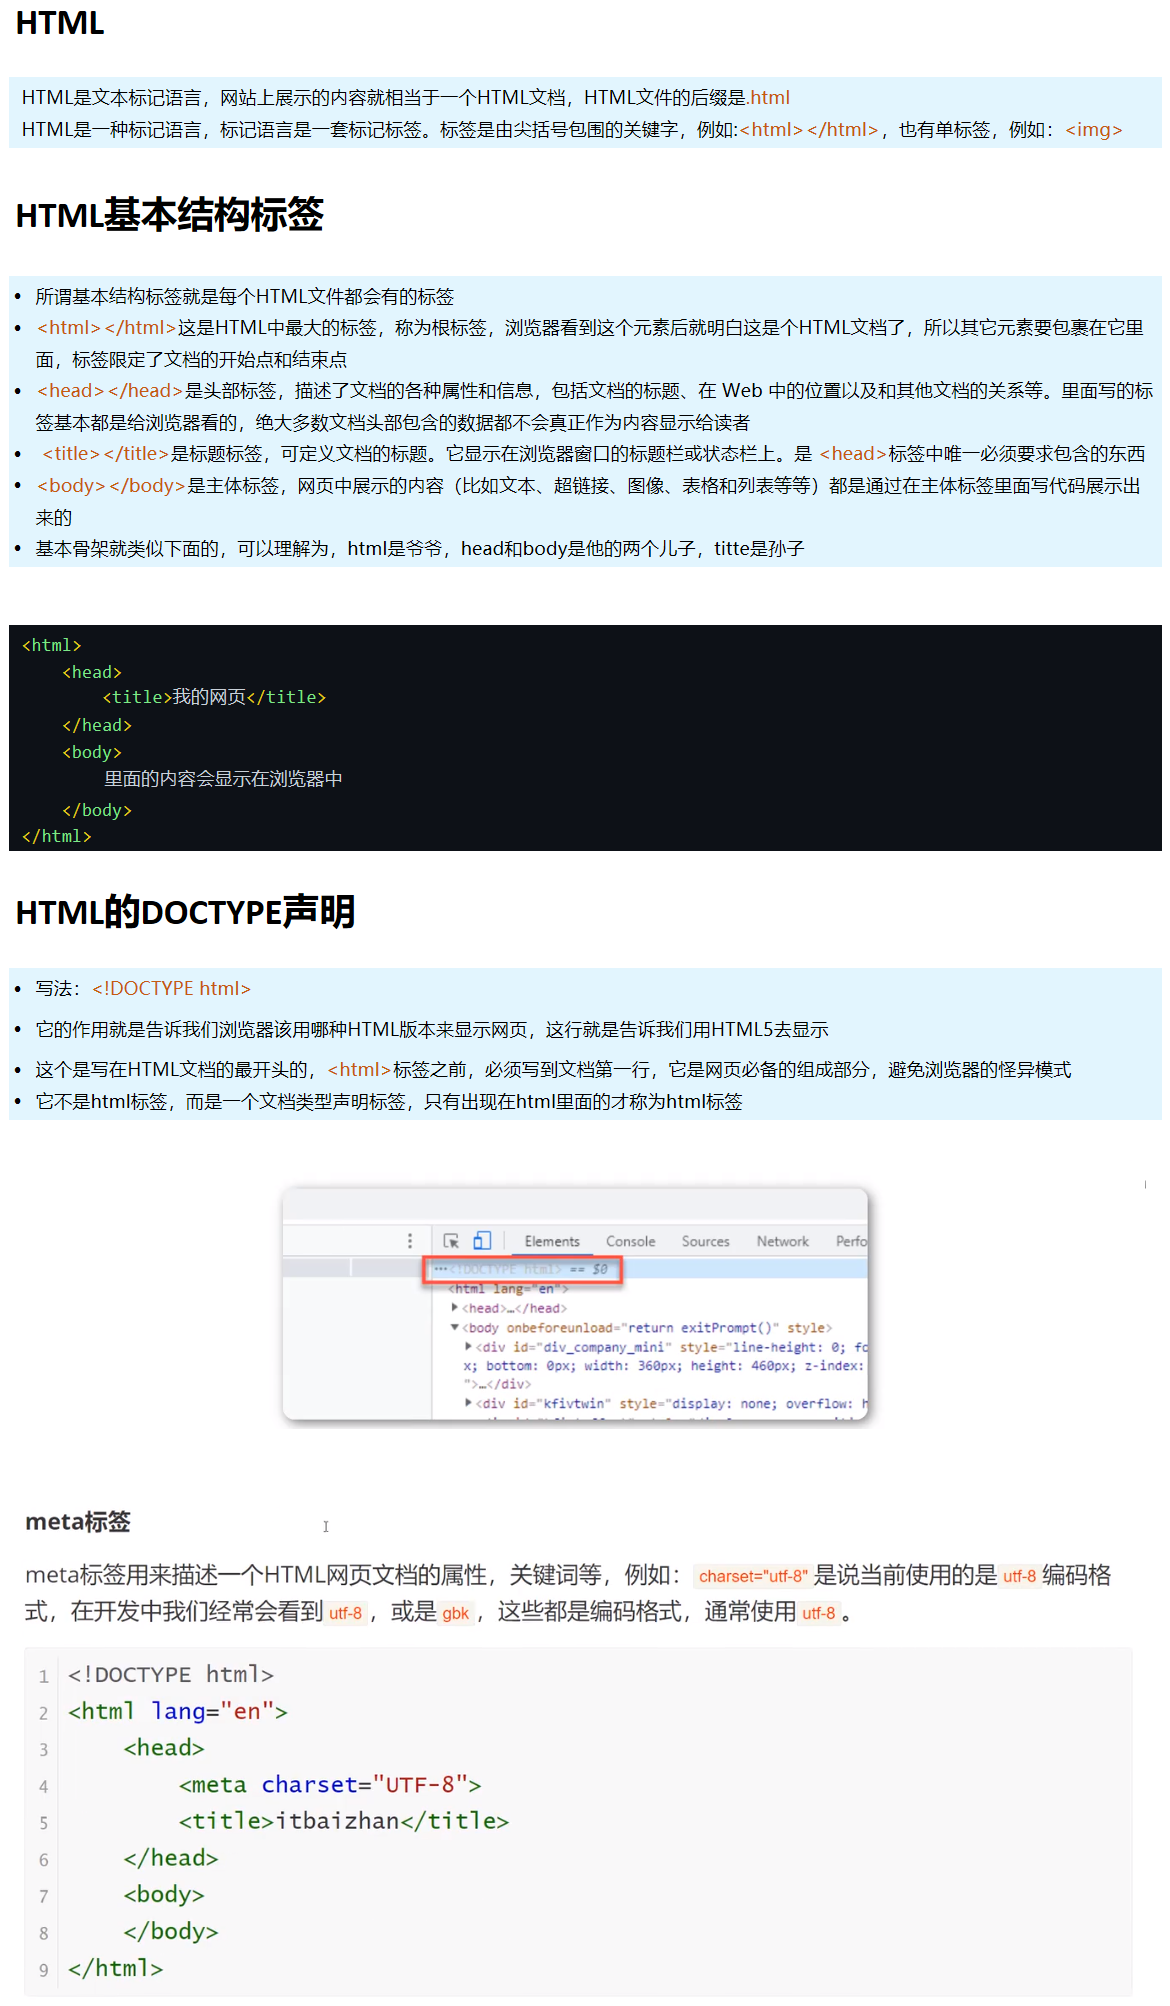 HTML
HTML是文本标记语言，网站上展示的内容就相当于一个HTML文档，HTML文件的后缀是.html
HTML是一种标记语言，标记语言是一套标记标签。标签是由尖括号包围的关键字，例如:<html></html>，也有单标签，例如：<img>
HTML基本结构标签
• 所谓基本结构标签就是每个HTML文件都会有的标签
• <html></html>这是HTML中最大的标签，称为根标签，浏览器看到这个元素后就明白这是个HTML文档了，所以其它元素要包裹在它里
面，标签限定了文档的开始点和结束点
• <head></head>是头部标签，描述了文档的各种属性和信息，包括文档的标题、在 Web 中的位置以及和其他文档的关系等。里面写的标
签基本都是给浏览器看的，绝大多数文档头部包含的数据都不会真正作为内容显示给读者
• <title></title>是标题标签，可定义文档的标题。它显示在浏览器窗口的标题栏或状态栏上。是 <head>标签中唯一必须要求包含的东西
• <body></body>是主体标签，网页中展示的内容（比如文本、超链接、图像、表格和列表等等）都是通过在主体标签里面写代码展示出
来的
• 基本骨架就类似下面的，可以理解为，html是爷爷，head和body是他的两个儿子，titte是孙子
<html>
<head>
<title>我的网页</title>
</head>
<body>
里面的内容会显示在浏览器中
</body>
</html>
HTML的DOCTYPE声明
• 写法：<!DOCTYPE html>
• 它的作用就是告诉我们浏览器该用哪种HTML版本来显示网页，这行就是告诉我们用HTML5去显示
• 这个是写在HTML文档的最开头的，<html>标签之前，必须写到文档第一行，它是网页必备的组成部分，避免浏览器的怪异模式
• 它不是html标签，而是一个文档类型声明标签，只有出现在html里面的才称为html标签
Elements Console Sources Network Perfo
···<!DOCTYPE html> == $0
<html lang="en">
<head>…</head>
<body onbeforeunload="return exitPrompt()" style>
<div id="div_company_mini" style="line-height: 0; fo
x; bottom: 0px; width: 360px; height: 460px; z-index:
">…</div>
<div id="kfivtwin" style="display: none; overflow: h
meta标签
meta标签用来描述一个HTML网页文档的属性，关键词等，例如：charset="utf-8"是说当前使用的是utf-8编码格
式，在开发中我们经常会看到utf-8，或是gbk，这些都是编码格式，通常使用utf-8。
1 <!DOCTYPE html>
2 <html lang="en">
3 <head>
4 <meta charset="UTF-8">
5 <title>itbaizhan</title>
6 </head>
7 <body>
8 </body>
9 </html>